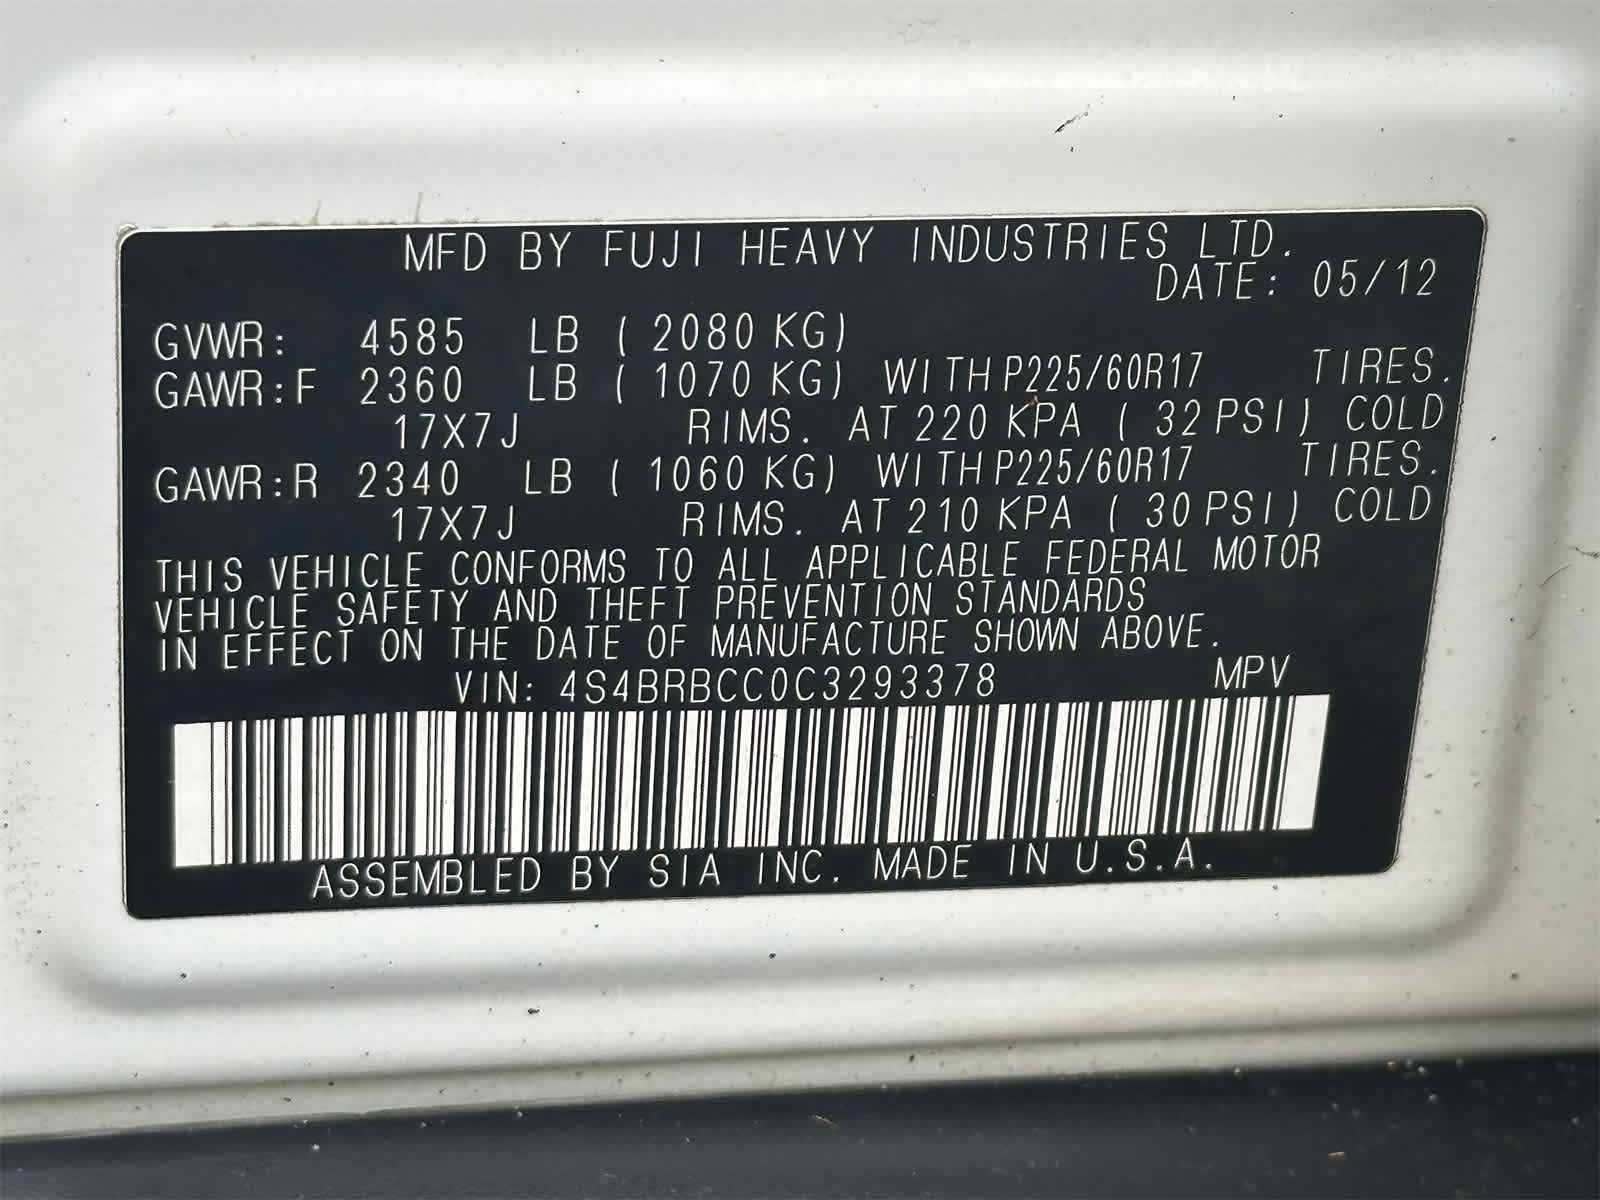 MFD BY FUJI HEAVY INDUSTRIES LTD.
DATE: 05/12
GVWR: 4585 LB ( 2080 KG)
GAWR:F 2360 LB ( 1070 KG) WITH P225/60R17 TIRES.
17X7J RIMS. AT 220 KPA ( 32 PSI) COLD
GAWR:R 2340 LB ( 1060 KG) WITH P225/60R17 TIRES.
17X7J RIMS. AT 210 KPA ( 30 PSI) COLD
THIS VEHICLE CONFORMS TO ALL APPLICABLE FEDERAL MOTOR
VEHICLE SAFETY AND THEFT PREVENTION STANDARDS
IN EFFECT ON THE DATE OF MANUFACTURE SHOWN ABOVE.
VIN: 4S4BRBCC0C3293378 MPV
ASSEMBLED BY SIA INC. MADE IN U.S.A.